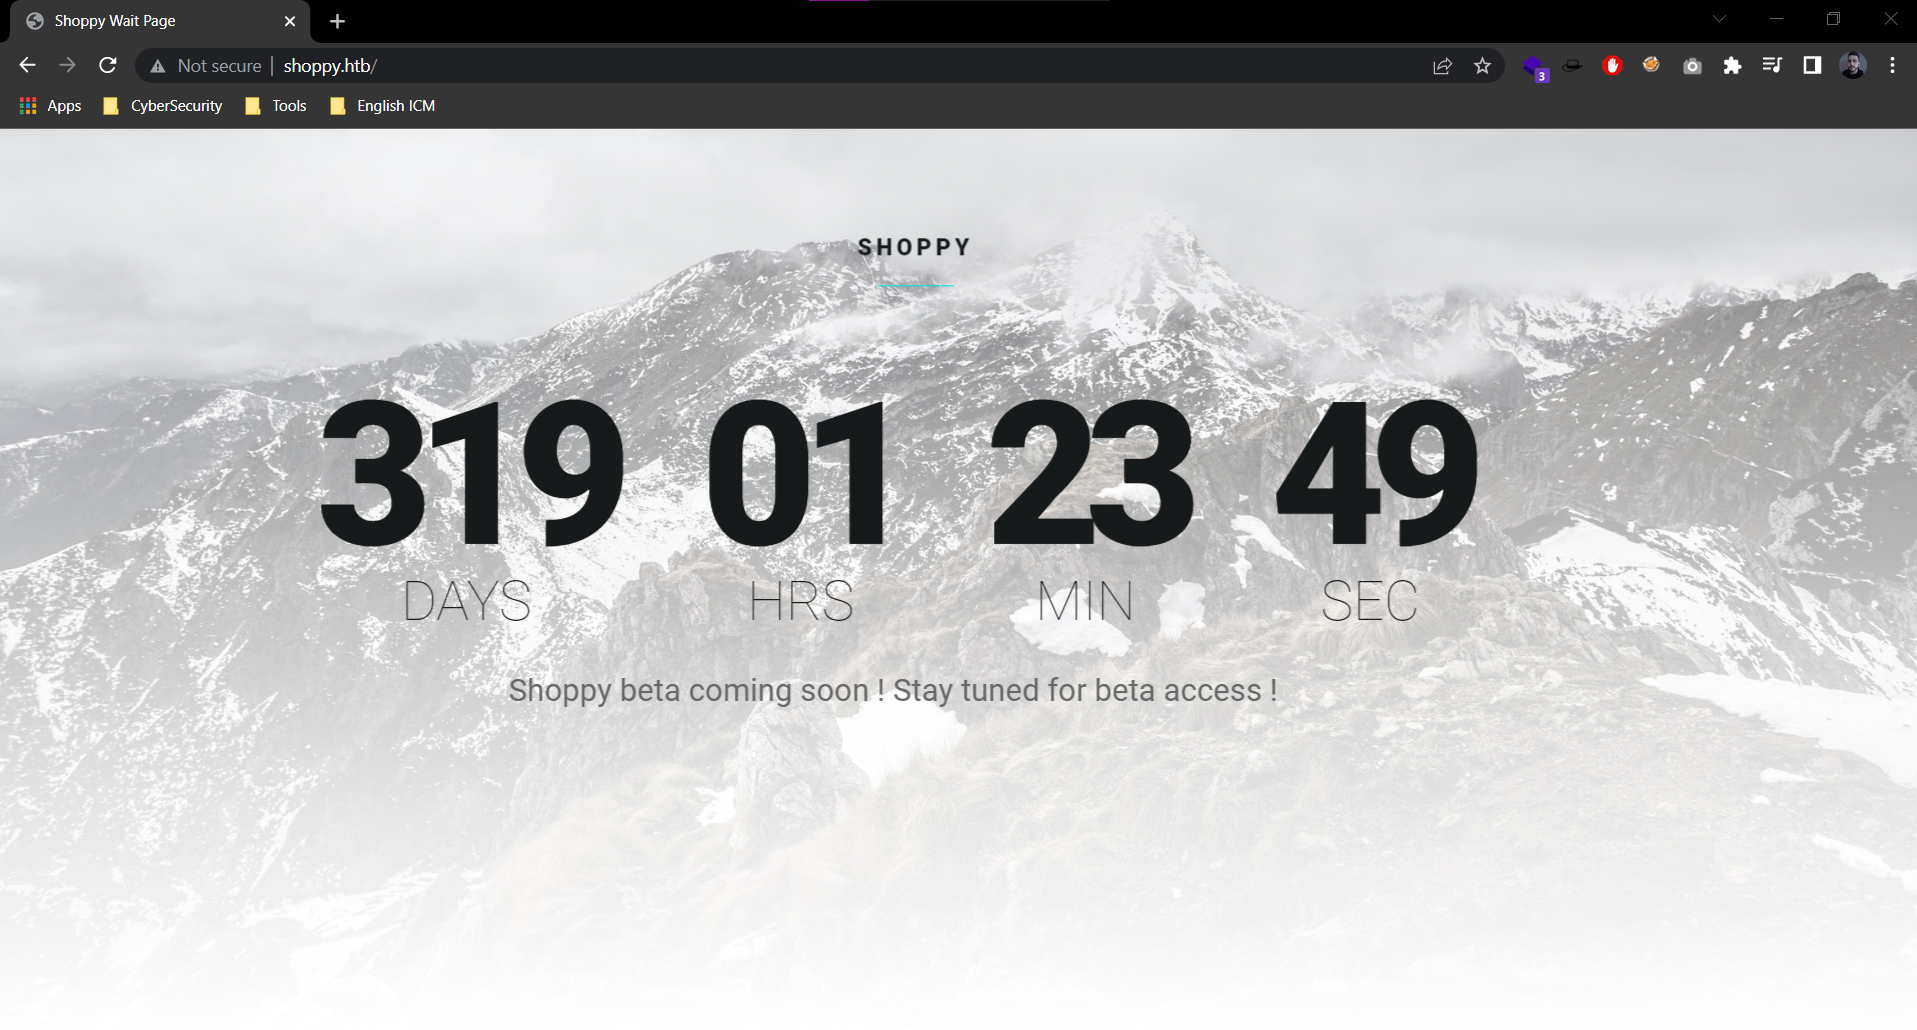 Shoppy Wait Page
Not secure | shoppy.htb/
3
Apps CyberSecurity Tools English ICM
SHOPPY
319 01 23 49
DAYS HRS MIN SEC
Shoppy beta coming soon ! Stay tuned for beta access !